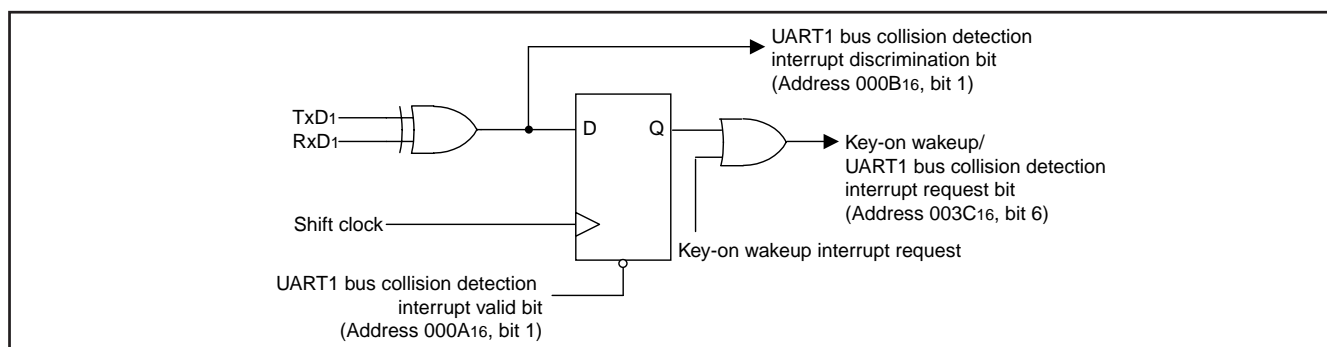 UART1 bus collision detection
interrupt discrimination bit
(Address 000B16, bit 1)
TxD1
RxD1
D
Q
Key-on wakeup/
UART1 bus collision detection
interrupt request bit
(Address 003C16, bit 6)
Shift clock
Key-on wakeup interrupt request
UART1 bus collision detection
interrupt valid bit
(Address 000A16, bit 1)